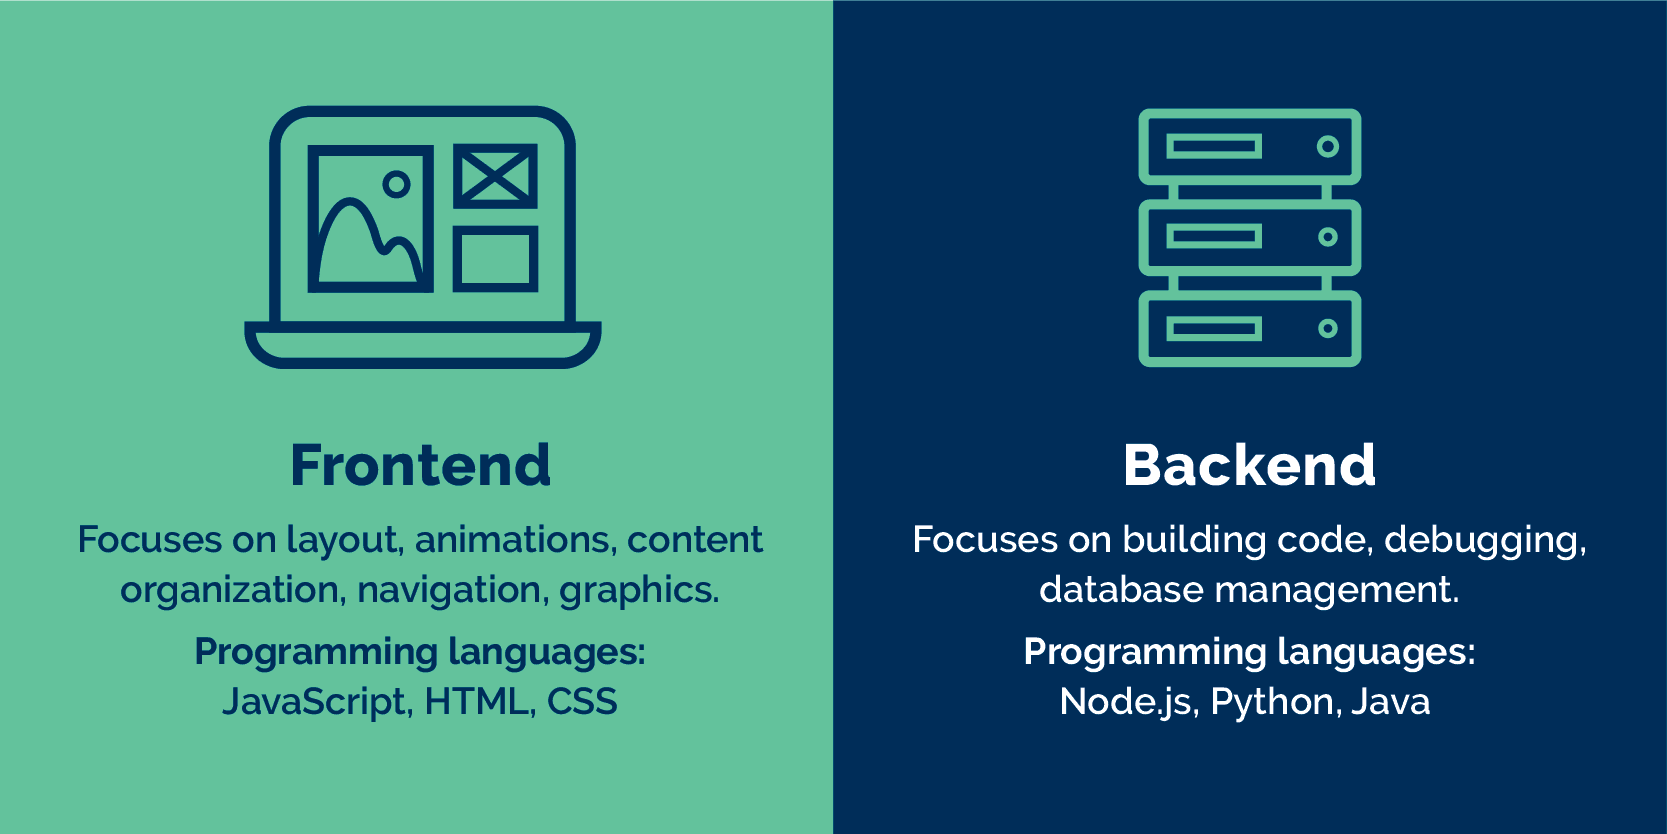 Frontend
Focuses on layout, animations, content
organization, navigation, graphics.
Programming languages:
JavaScript, HTML, CSS
Backend
Focuses on building code, debugging,
database management.
Programming languages:
Node.js, Python, Java